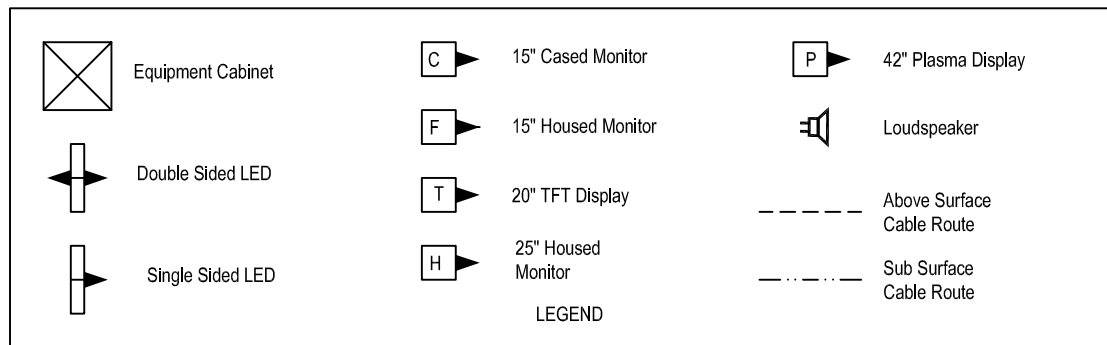 Equipment Cabinet
Double Sided LED
Single Sided LED
C 15" Cased Monitor
F 15" Housed Monitor
T 20" TFT Display
H 25" Housed
Monitor
LEGEND
P 42" Plasma Display
Loudspeaker
Above Surface
Cable Route
Sub Surface
Cable Route